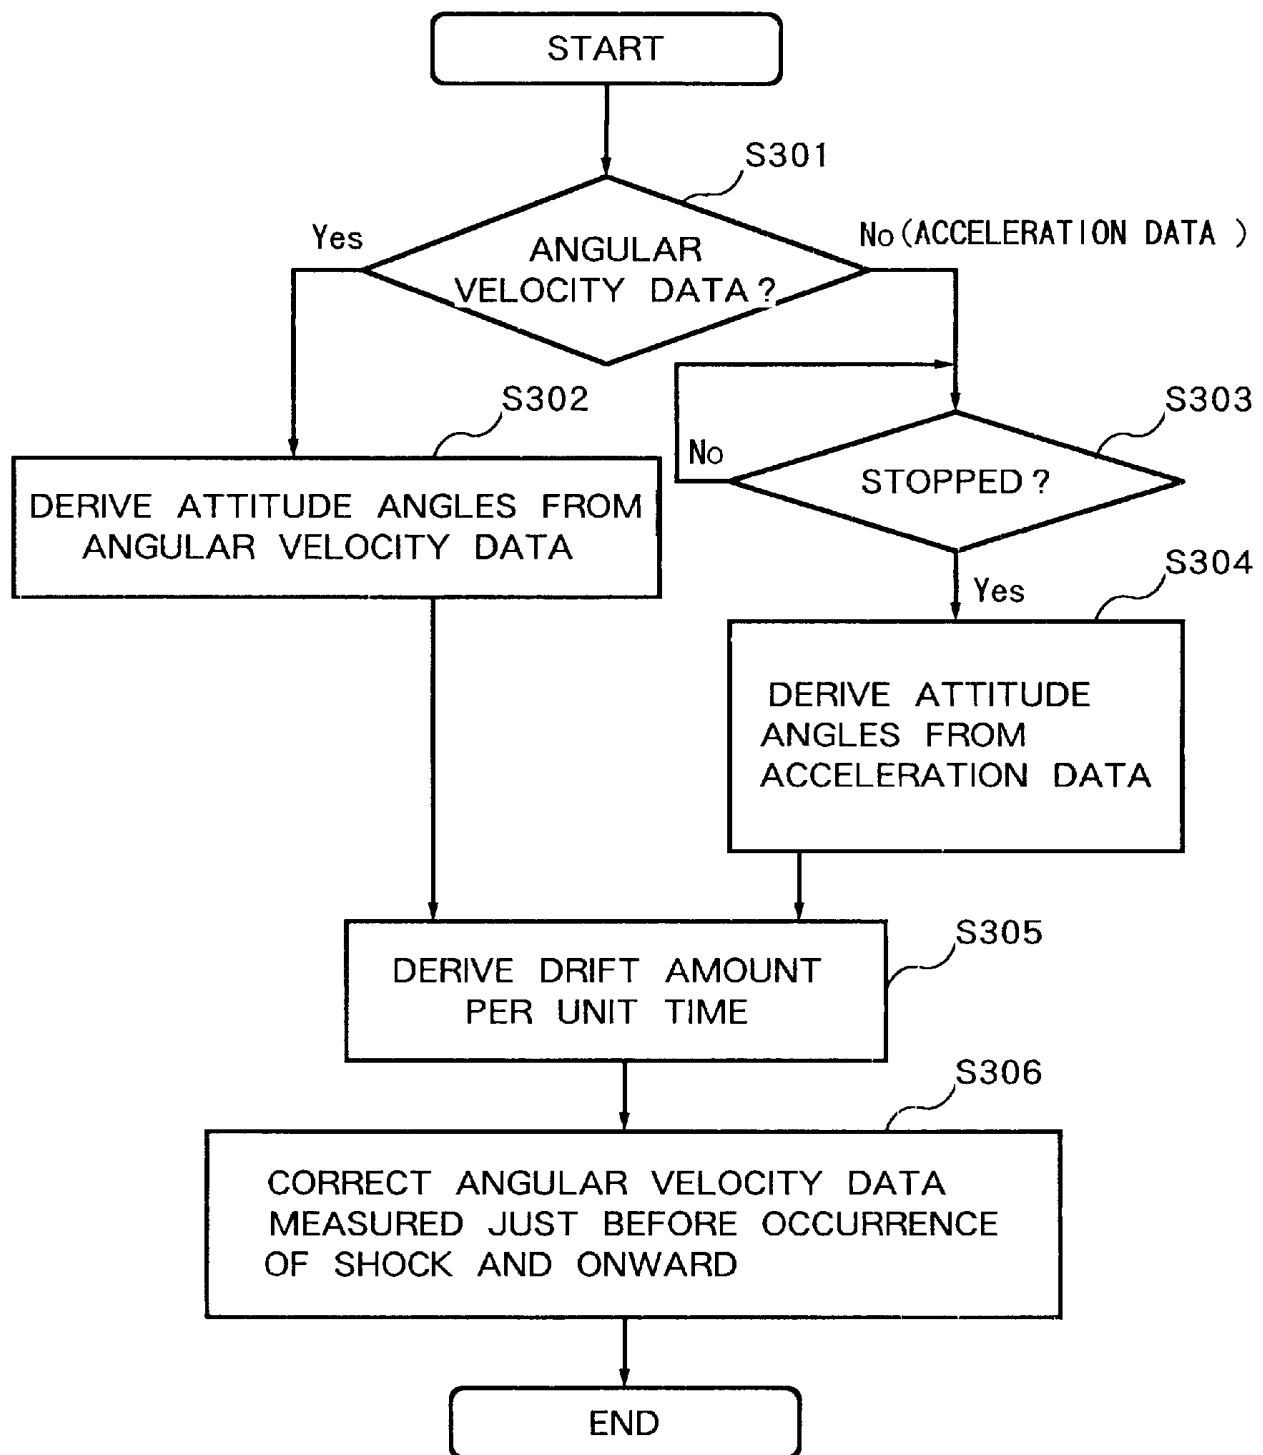 START
S301
Yes
No (ACCELERATION DATA )
ANGULAR
VELOCITY DATA ?
S302
S303
No
STOPPED ?
DERIVE ATTITUDE ANGLES FROM
ANGULAR VELOCITY DATA
S304
Yes
DERIVE ATTITUDE
ANGLES FROM
ACCELERATION DATA
S305
DERIVE DRIFT AMOUNT
PER UNIT TIME
S306
CORRECT ANGULAR VELOCITY DATA
MEASURED JUST BEFORE OCCURRENCE
OF SHOCK AND ONWARD
END